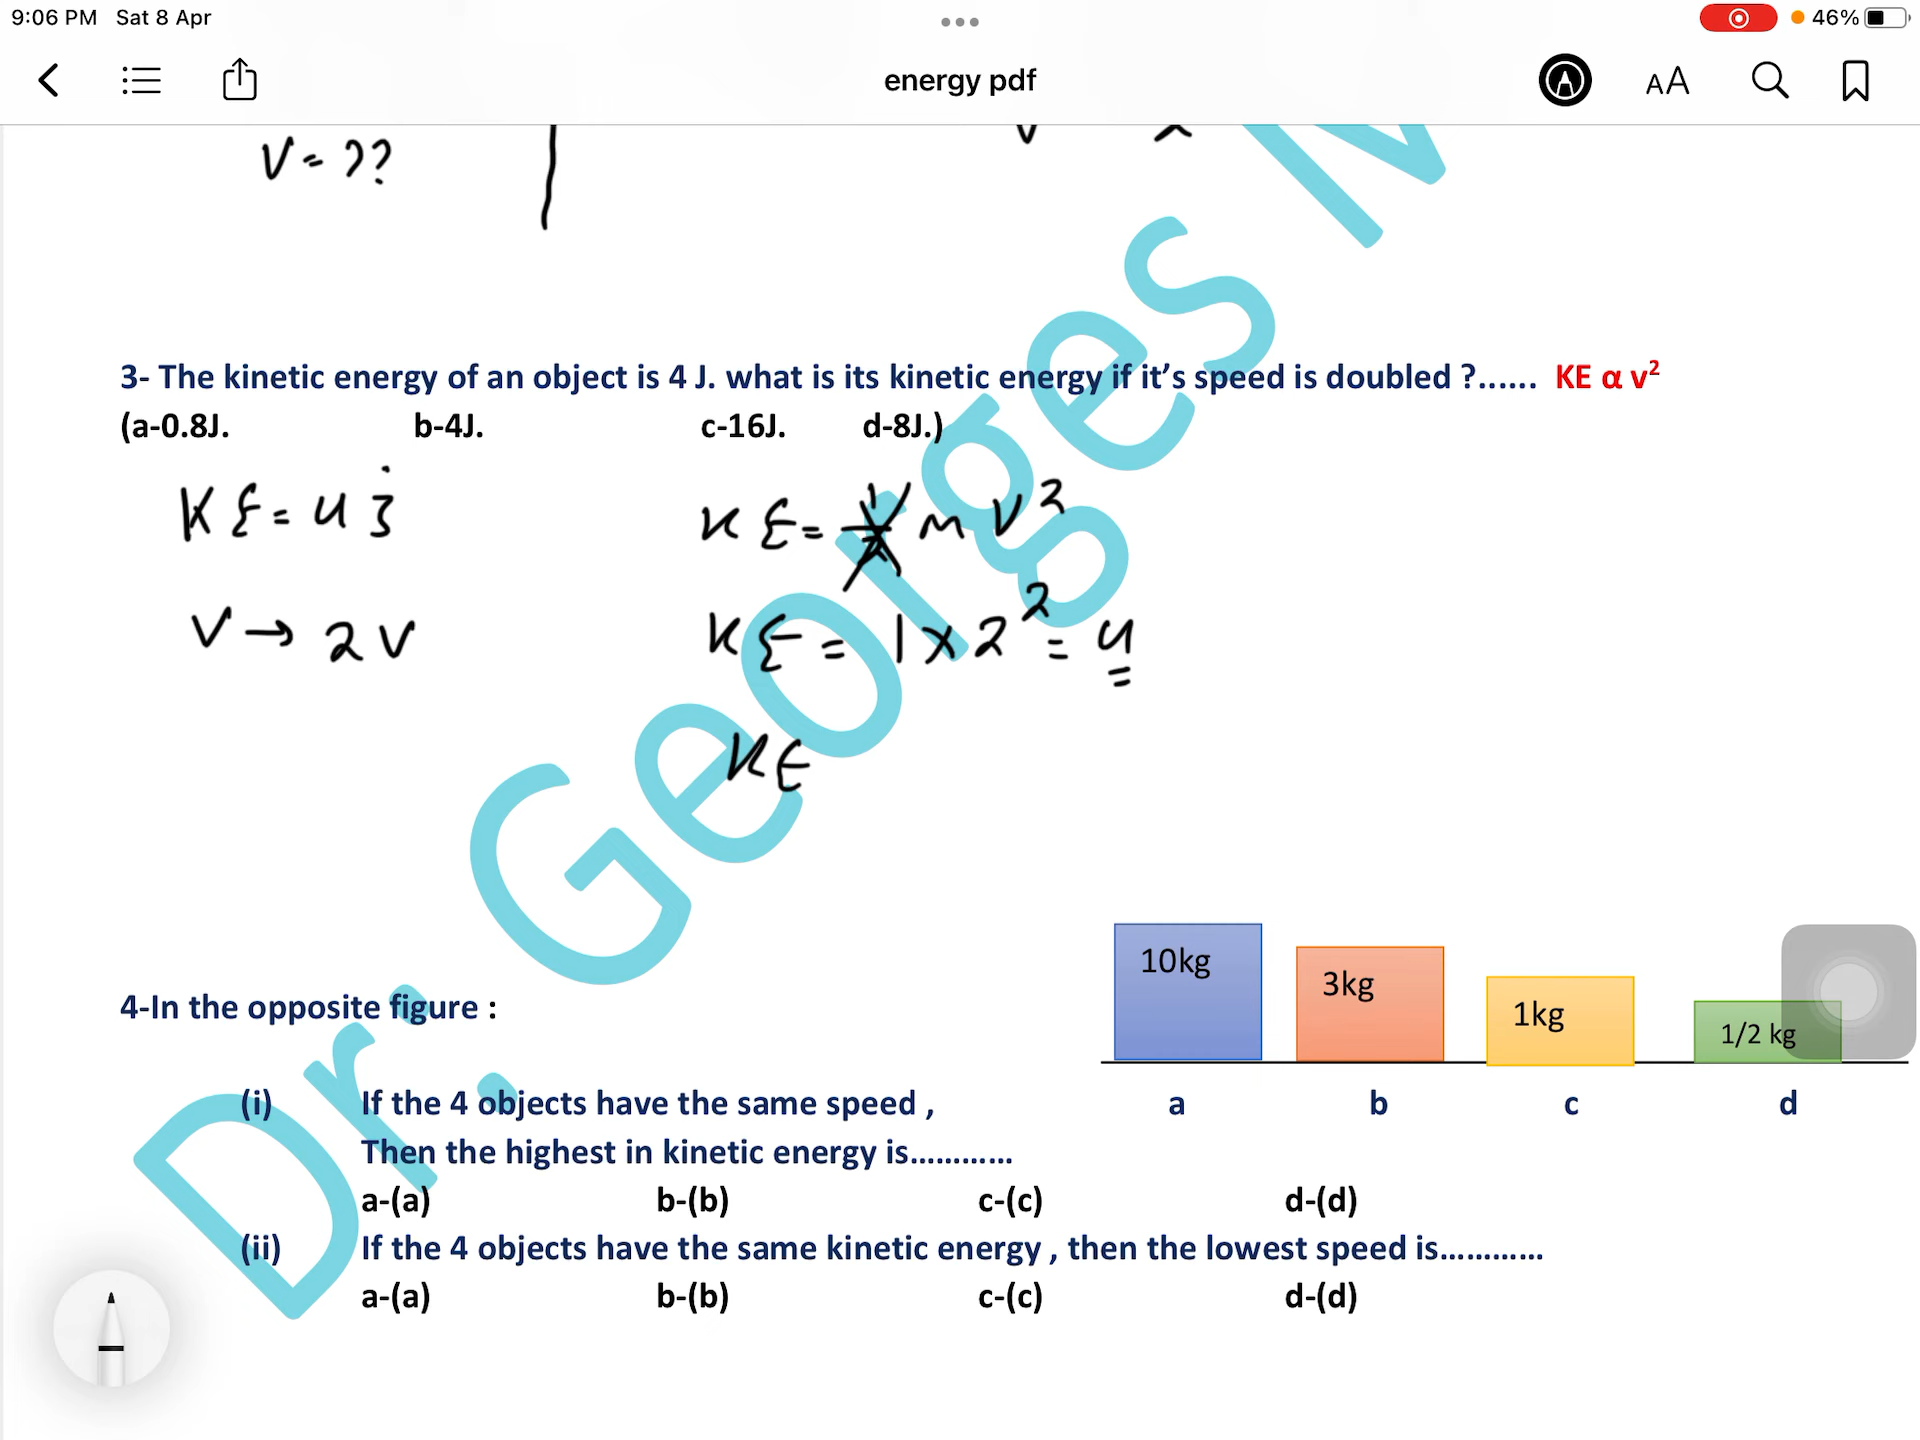 9:06 PM Sat 8 Apr
46%
energy pdf
AA
V = ??
3- The kinetic energy of an object is 4 J. what is its kinetic energy if it's speed is doubled ?...... KE α v²
(a-0.8J. b-4J. c-16J. d-8J.)
KE = 4 j
KE = ½ m v²
V → 2V
KE = 1 x 2² = 4
KE
10kg
3kg
1kg
1/2 kg
4-In the opposite figure :
(i) If the 4 objects have the same speed ,
a b c d
Then the highest in kinetic energy is............
a-(a) b-(b) c-(c) d-(d)
(ii) If the 4 objects have the same kinetic energy , then the lowest speed is............
a-(a) b-(b) c-(c) d-(d)
Dr. Georges M